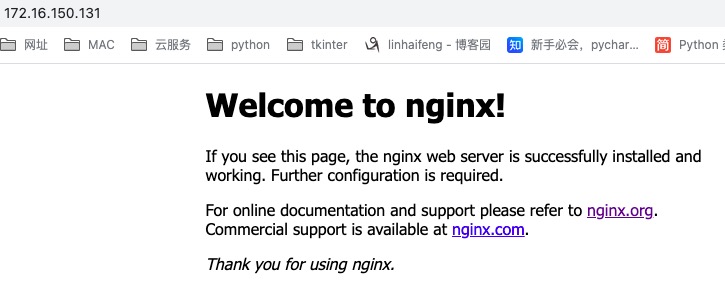 172.16.150.131
网址 MAC 云服务 python tkinter linhaifeng - 博客园 知 新手必会，pychar... 简 Python
Welcome to nginx!
If you see this page, the nginx web server is successfully installed and
working. Further configuration is required.
For online documentation and support please refer to nginx.org.
Commercial support is available at nginx.com.
Thank you for using nginx.